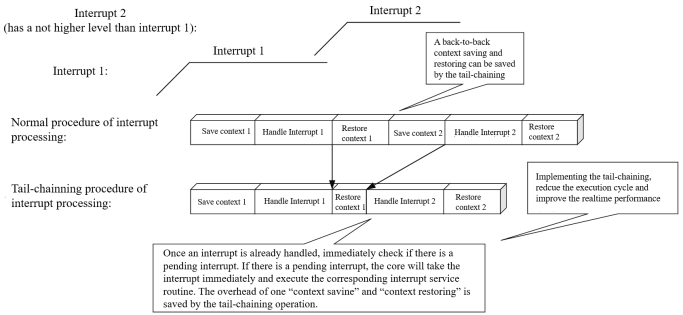 Interrupt 2
(has a not higher level than interrupt 1):
Interrupt 2
Interrupt 1
Interrupt 1:
A back-to-back
context saving and
restoring can be saved
by the tail-chaining
Normal procedure of interrupt
processing:
Save context 1
Handle Interrupt 1
Restore
context 1
Save context 2
Handle Interrupt 2
Restore
context 2
Tail-chainning procedure of
interrupt processing:
Save context 1
Handle Interrupt 1
Restore
context 1
Handle Interrupt 2
Restore
context 2
Implementing the tail-chaining,
redcue the execution cycle and
improve the realtime performance
Once an interrupt is already handled, immediately check if there is a
pending interrupt. If there is a pending interrupt, the core will take the
interrupt immediately and execute the corresponding interrupt service
routine. The overhead of one “context savine” and “context restoring” is
saved by the tail-chaining operation.